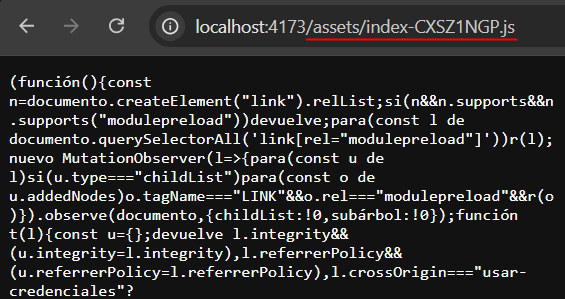 localhost:4173/assets/index-CXSZ1NGP.js
(función(){const
n=documento.createElement("link").relList;si(n&&n.supports&&n
.supports("modulepreload"))devuelve;para(const l de
documento.querySelectorAll('link[rel="modulepreload"]'))r(l);
nuevo MutationObserver(l=>{para(const u de
l)si(u.type==="childList")para(const o de
u.addedNodes)o.tagName==="LINK"&&o.rel==="modulepreload"&&r(o
)}).observe(documento,{childList:!0,subárbol:!0});función
t(l){const u={};devuelve l.integrity&&
(u.integrity=l.integrity),l.referrerPolicy&&
(u.referrerPolicy=l.referrerPolicy),l.crossOrigin==="usar-
credenciales"?